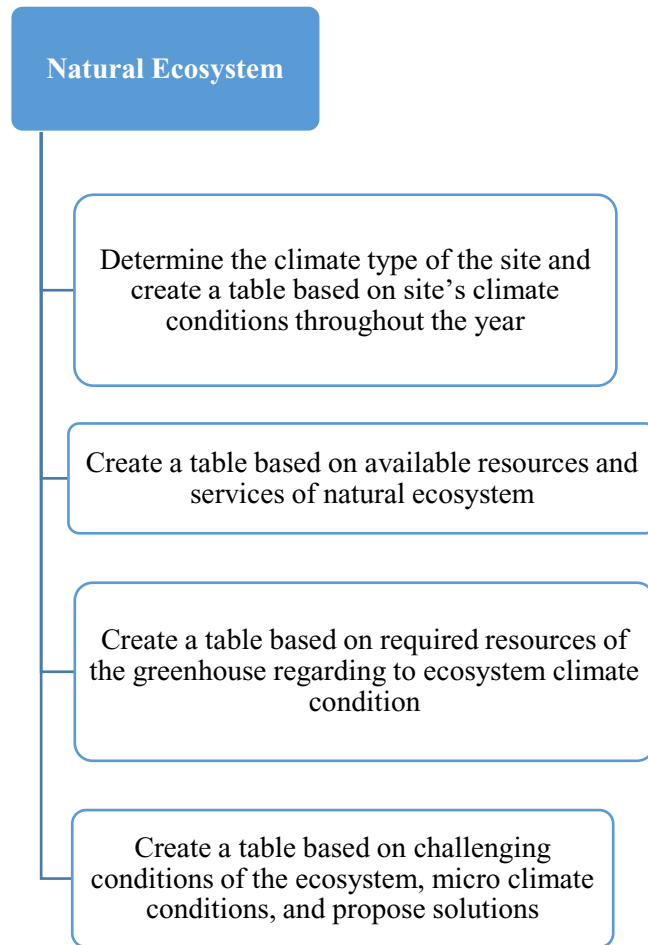 Natural Ecosystem
Determine the climate type of the site and
create a table based on site’s climate
conditions throughout the year
Create a table based on available resources and
services of natural ecosystem
Create a table based on required resources of
the greenhouse regarding to ecosystem climate
condition
Create a table based on challenging
conditions of the ecosystem, micro climate
conditions, and propose solutions